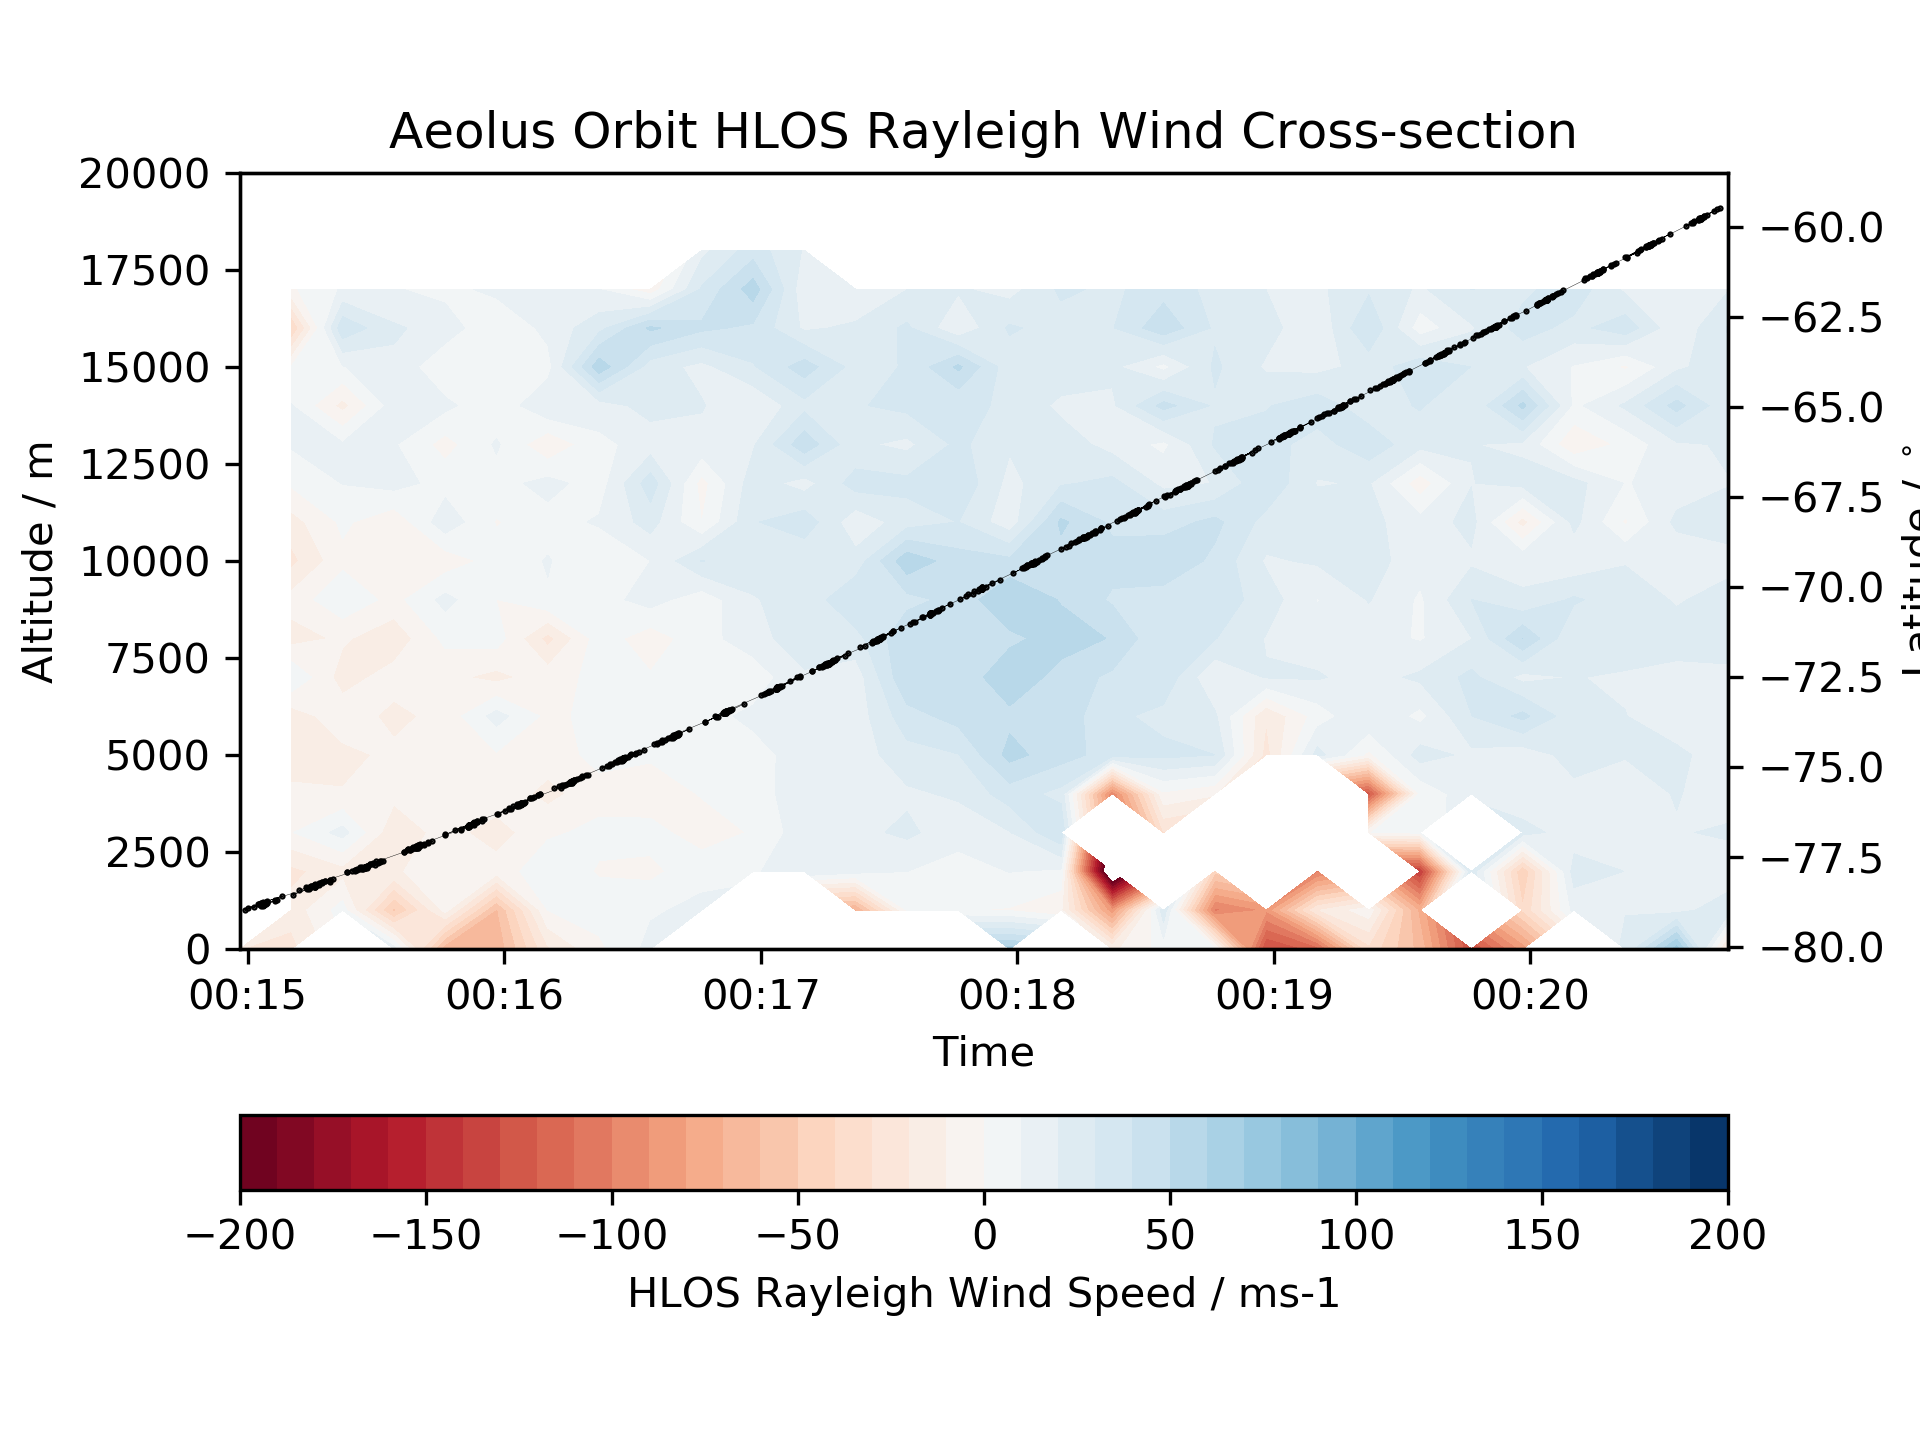 Aeolus Orbit HLOS Rayleigh Wind Cross-section
20000
17500
15000
12500
10000
7500
5000
2500
0
Altitude / m
−60.0
−62.5
−65.0
−67.5
−70.0
−72.5
−75.0
−77.5
−80.0
Latitude / °
00:15 00:16 00:17 00:18 00:19 00:20
Time
−200 −150 −100 −50 0 50 100 150 200
HLOS Rayleigh Wind Speed / ms-1